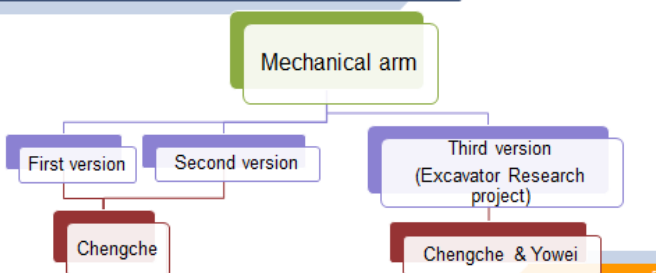 Mechanical arm
First version
Second version
Third version
(Excavator Research
project)
Chengche
Chengche & Yowei